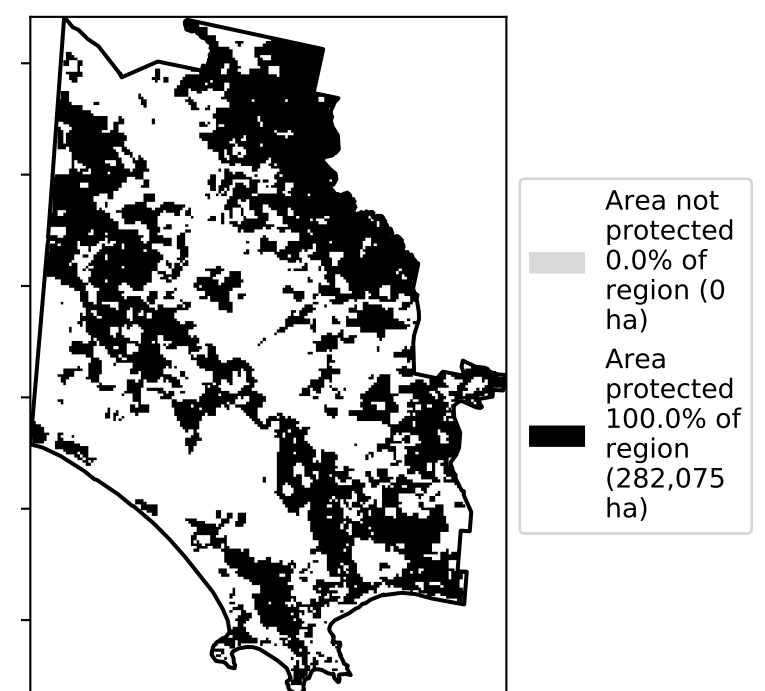 Area not
protected
0.0% of
region (0
ha)
Area
protected
100.0% of
region
(282,075
ha)